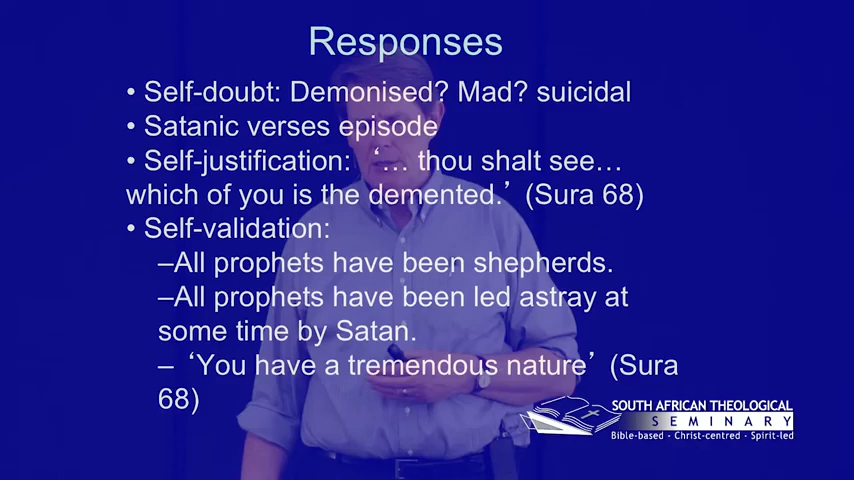 Responses
• Self-doubt: Demonised? Mad? suicidal
• Satanic verses episode
• Self-justification: ‘… thou shalt see…
which of you is the demented.’ (Sura 68)
• Self-validation:
–All prophets have been shepherds.
–All prophets have been led astray at
some time by Satan.
– ‘You have a tremendous nature’ (Sura
68)
SOUTH AFRICAN THEOLOGICAL
SEMINARY
Bible-based - Christ-centred - Spirit-led